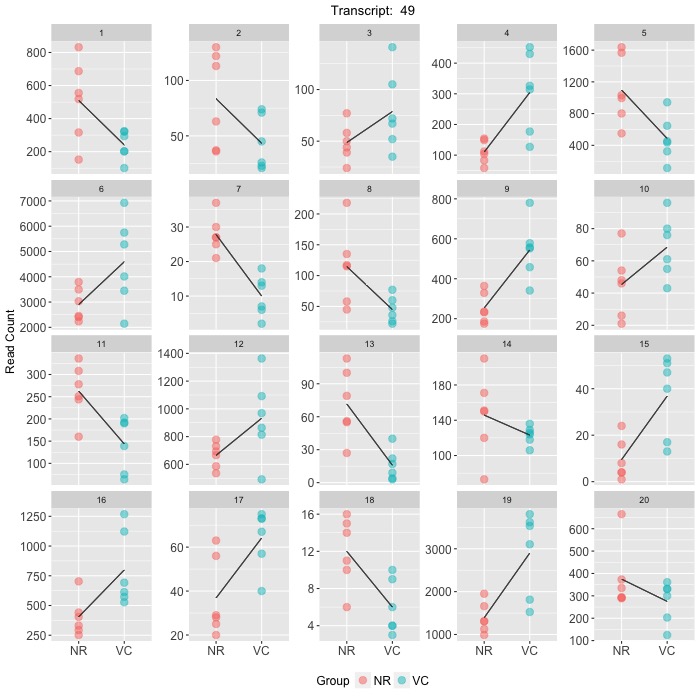 Transcript: 49
1 2 3 4 5
800 600 400 200
100 50
100 50
400 300 200 100
1600 1200 800 400
6 7 8 9 10
7000 6000 5000 4000 3000 2000
30 20 10
200 150 100 50
800 600 400 200
80 60 40 20
Read Count
11 12 13 14 15
300 250 200 150 100
1400 1200 1000 800 600
90 60 30 0
180 140 100
40 20 0
16 17 18 19 20
1250 1000 750 500 250
60 40 20
16 12 8 4
3000 2000 1000
600 500 400 300 200 100
NR VC NR VC NR VC NR VC NR VC
Group NR VC